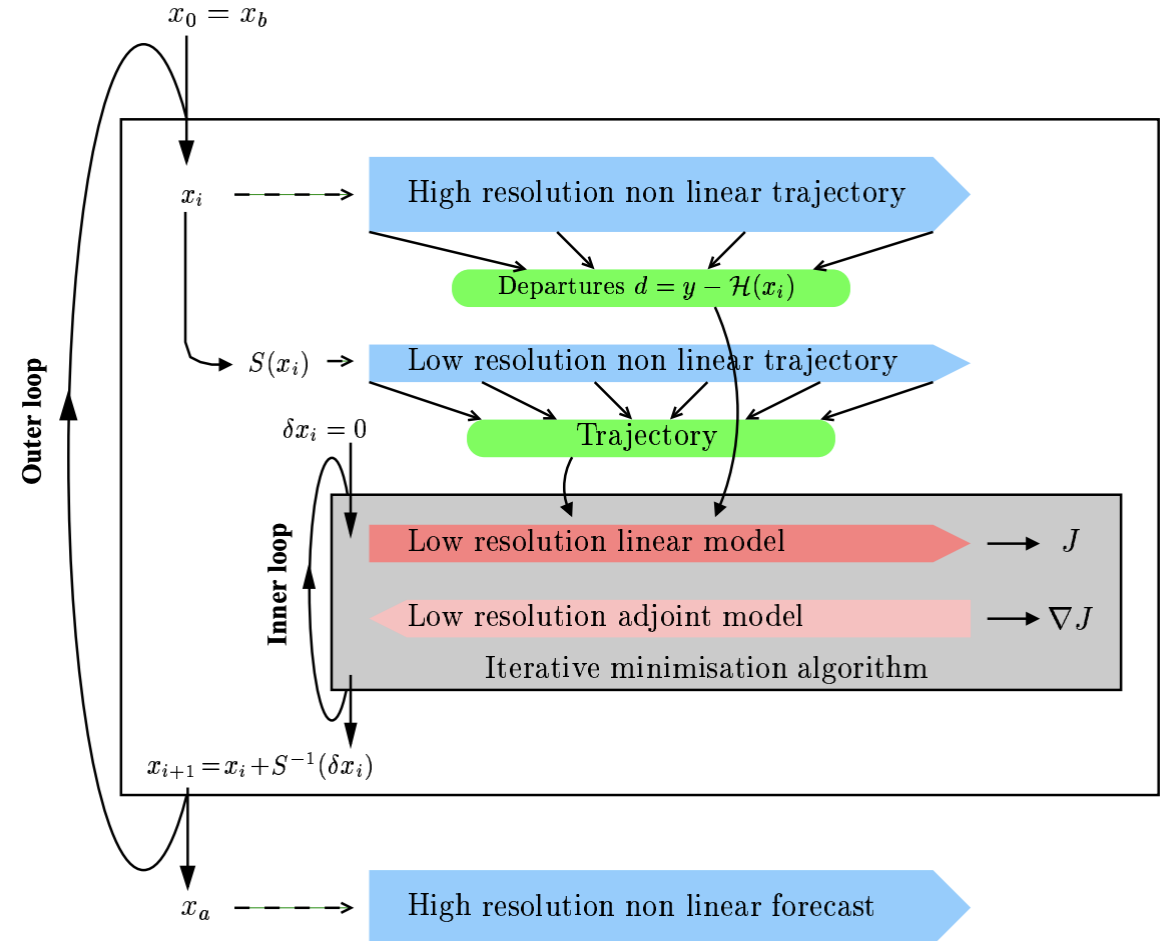 x₀ = x_b
x_i
High resolution non linear trajectory
Departures d = y − ℋ(x_i)
S(x_i)
Low resolution non linear trajectory
Outer loop
δx_i = 0
Trajectory
Inner loop
Low resolution linear model
J
Low resolution adjoint model
∇J
Iterative minimisation algorithm
x_{i+1} = x_i + S⁻¹(δx_i)
x_a
High resolution non linear forecast